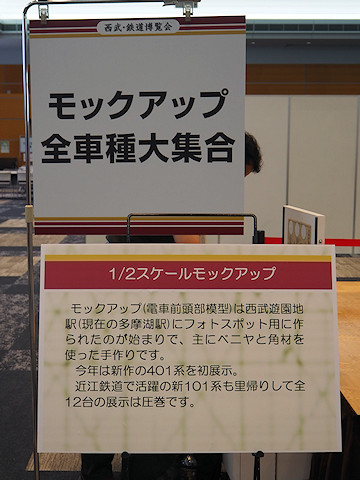 西武・鉄道博覧会
モックアップ
全車種大集合
1/2スケールモックアップ
モックアップ(電車前頭部模型)は西武遊園地
駅(現在の多摩湖駅)にフォトスポット用に作
られたのが始まりで、主にベニヤと角材を
使った手作りです。
今年は新作の401系を初展示。
近江鉄道で活躍の新101系も里帰りして全
12台の展示は圧巻です。